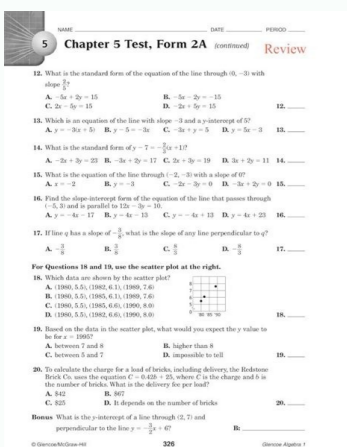 NAME DATE PERIOD
5 Chapter 5 Test, Form 2A (continued) Review
12. What is the standard form of the equation of the line through (0, −3) with
slope 2/5?
A. −5x + 2y = 15 B. −5x − 2y = −15
C. 2x − 5y = 15 D. −2x + 5y = 15 12.
13. Which is an equation of the line with slope −3 and a y-intercept of 5?
A. y = −3(x + 5) B. y − 5 = −3x C. −3x + y = 5 D. y = 5x − 3 13.
14. What is the standard form of y − 7 = −2/3(x + 1)?
A. −2x + 3y = 23 B. −3x + 2y = 17 C. 2x + 3y = 19 D. 3x + 2y = 11 14.
15. What is the equation of the line through (−2, −3) with a slope of 0?
A. x = −2 B. y = −3 C. −2x − 3y = 0 D. −3x + 2y = 0 15.
16. Find the slope-intercept form of the equation of the line that passes through
(−5, 3) and is parallel to 12x − 3y = 10.
A. y = −4x − 17 B. y = 4x − 13 C. y = −4x + 13 D. y = 4x + 23 16.
17. If line q has a slope of −3/8, what is the slope of any line perpendicular to q?
A. −3/8 B. 3/8 C. 8/3 D. −8/3 17.
For Questions 18 and 19, use the scatter plot at the right.
18. Which data are shown by the scatter plot?
A. (1980, 5.5), (1982, 6.1), (1989, 7.6)
B. (1980, 5.5), (1985, 6.1), (1989, 7.6)
C. (1980, 5.5), (1985, 6.6), (1990, 8.0)
D. (1980, 5.5), (1982, 6.6), (1990, 8.0) 18.
19. Based on the data in the scatter plot, what would you expect the y value to
be for x = 1995?
A. between 7 and 8 B. higher than 8
C. between 5 and 7 D. impossible to tell 19.
20. To calculate the charge for a load of bricks, including delivery, the Redstone
Brick Co. uses the equation C = 0.42b + 25, where C is the charge and b is
the number of bricks. What is the delivery fee per load?
A. $42 B. $67
C. $25 D. It depends on the number of bricks 20.
Bonus What is the y-intercept of a line through (2, 7) and
perpendicular to the line y = −3/2x + 6? B:
© Glencoe/McGraw-Hill 326 Glencoe Algebra 1